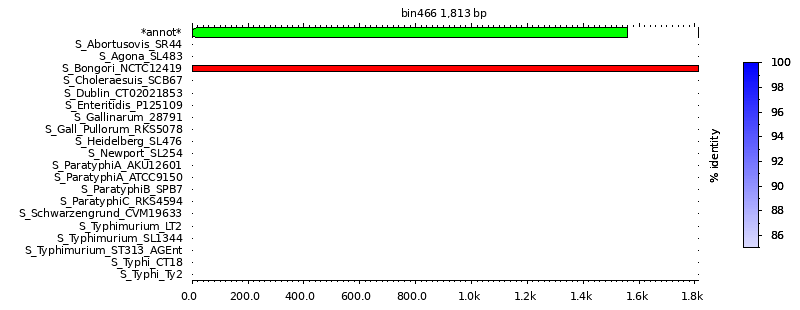 bin466 1,813 bp
*annot*
S_Abortusovis_SR44
S_Agona_SL483
S_Bongori_NCTC12419
S_Choleraesuis_SCB67
S_Dublin_CT02021853
S_Enteritidis_P125109
S_Gallinarum_28791
S_Gall_Pullorum_RKS5078
S_Heidelberg_SL476
S_Newport_SL254
S_ParatyphiA_AKU12601
S_ParatyphiA_ATCC9150
S_ParatyphiB_SPB7
S_ParatyphiC_RKS4594
S_Schwarzengrund_CVM19633
S_Typhimurium_LT2
S_Typhimurium_SL1344
S_Typhimurium_ST313_AGEnt
S_Typhi_CT18
S_Typhi_Ty2
0.0 200.0 400.0 600.0 800.0 1.0k 1.2k 1.4k 1.6k 1.8k
% identity
100
98
96
94
92
90
88
86